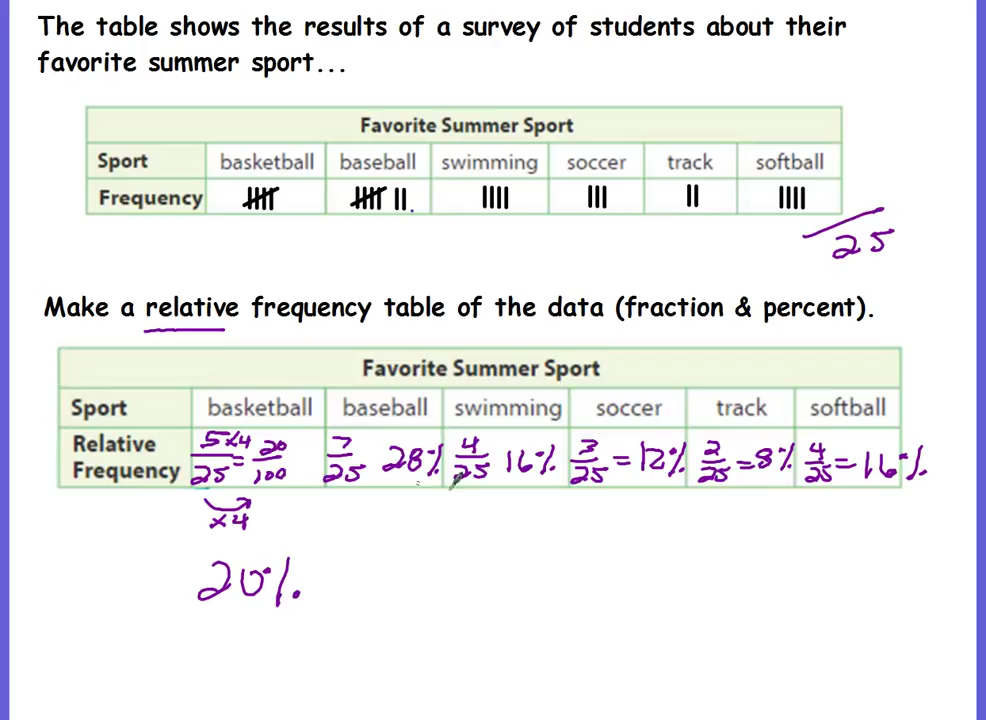 The table shows the results of a survey of students about their
favorite summer sport...
Favorite Summer Sport
Sport basketball baseball swimming soccer track softball
Frequency
25
Make a relative frequency table of the data (fraction & percent).
Favorite Summer Sport
Sport basketball baseball swimming soccer track softball
Relative Frequency 5x4/25 = 20/100 7/25 28% 4/25 16% 3/25 = 12% 2/25 = 8% 4/25 = 16%
x4
20%